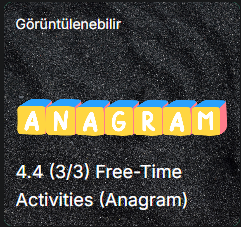 Görüntülenebilir
ANAGRAM
4.4 (3/3) Free-Time
Activities (Anagram)